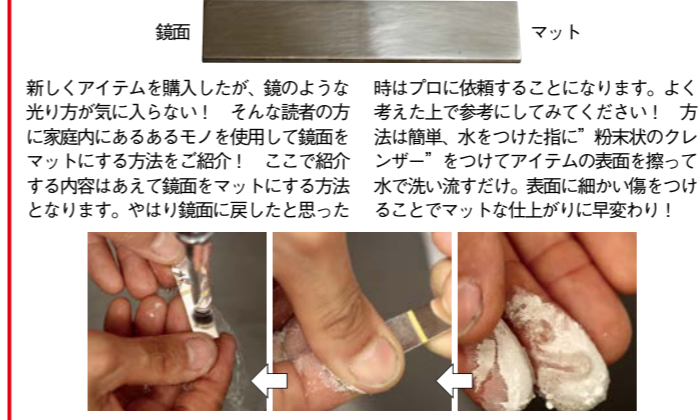 鏡面
マット
新しくアイテムを購入したが、鏡のような
光り方が気に入らない！　そんな読者の方
に家庭内にあるあるモノを使用して鏡面を
マットにする方法をご紹介！　ここで紹介
する内容はあえて鏡面をマットにする方法
となります。やはり鏡面に戻したと思った
時はプロに依頼することになります。よく
考えた上で参考にしてみてください！　方
法は簡単、水をつけた指に”粉末状のクレ
ンザー”をつけてアイテムの表面を擦って
水で洗い流すだけ。表面に細かい傷をつけ
ることでマットな仕上がりに早変わり！